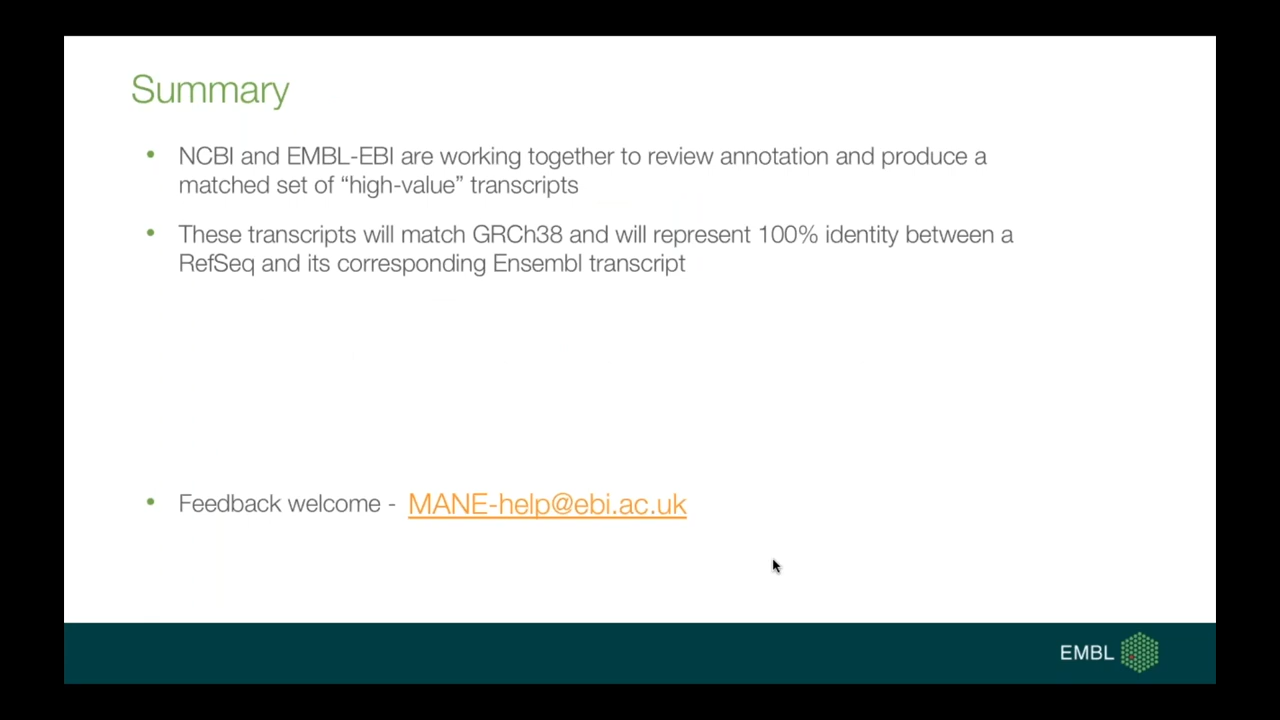 Summary
• NCBI and EMBL-EBI are working together to review annotation and produce a
matched set of “high-value” transcripts
• These transcripts will match GRCh38 and will represent 100% identity between a
RefSeq and its corresponding Ensembl transcript
• Feedback welcome - MANE-help@ebi.ac.uk
EMBL